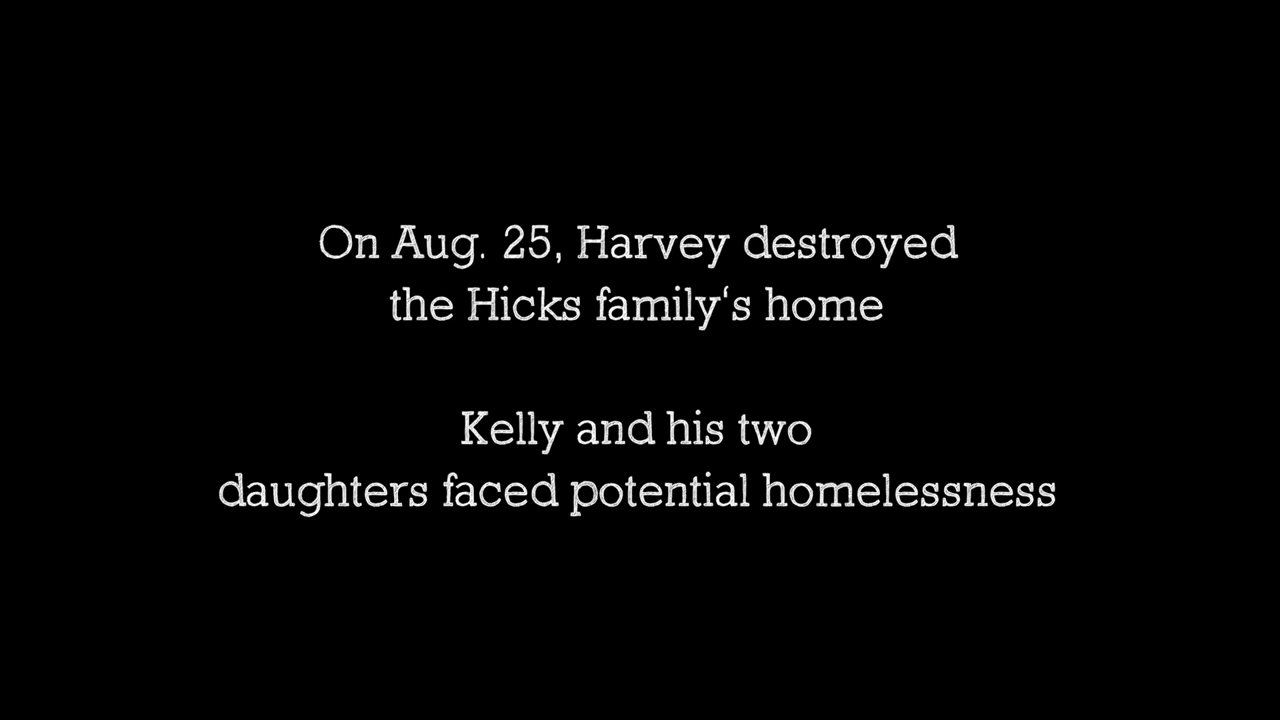 On Aug. 25, Harvey destroyed
the Hicks family‘s home
Kelly and his two
daughters faced potential homelessness